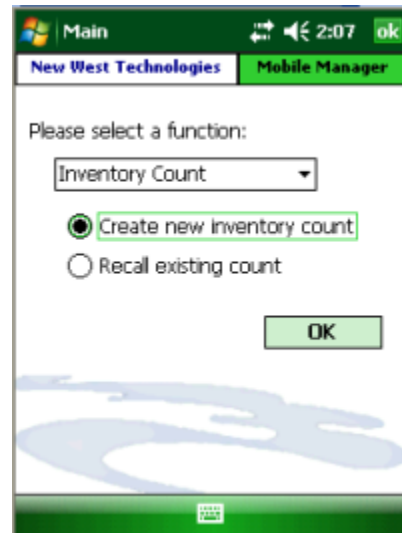 Main 2:07 ok
New West Technologies Mobile Manager
Please select a function:
Inventory Count
Create new inventory count
Recall existing count
OK